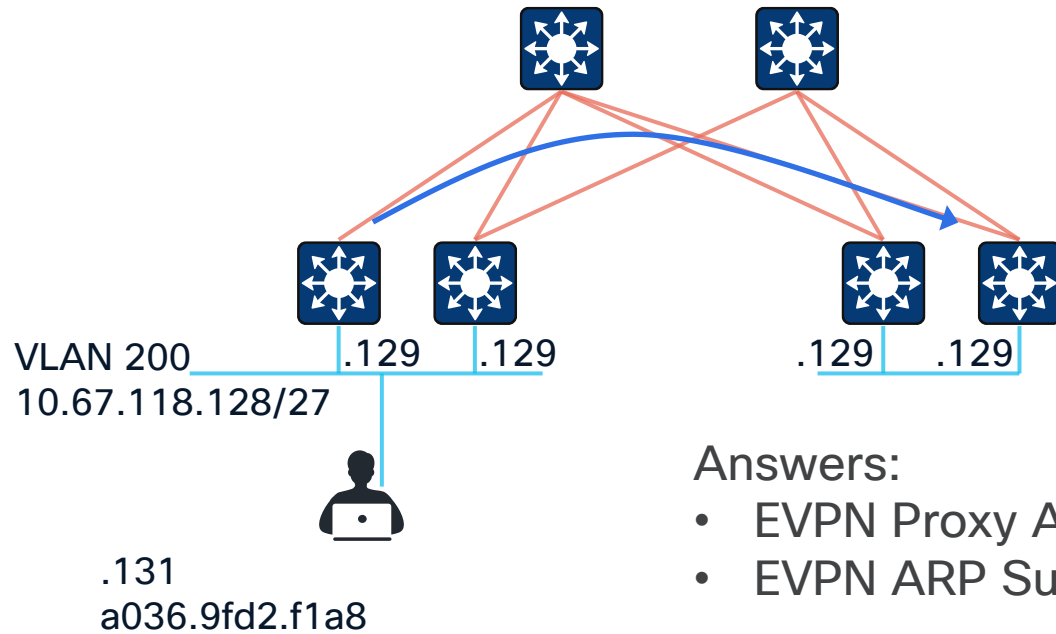 VLAN 200
10.67.118.128/27
.129
.129
.129
.129
.131
a036.9fd2.f1a8
Answers:
• EVPN Proxy
• EVPN ARP